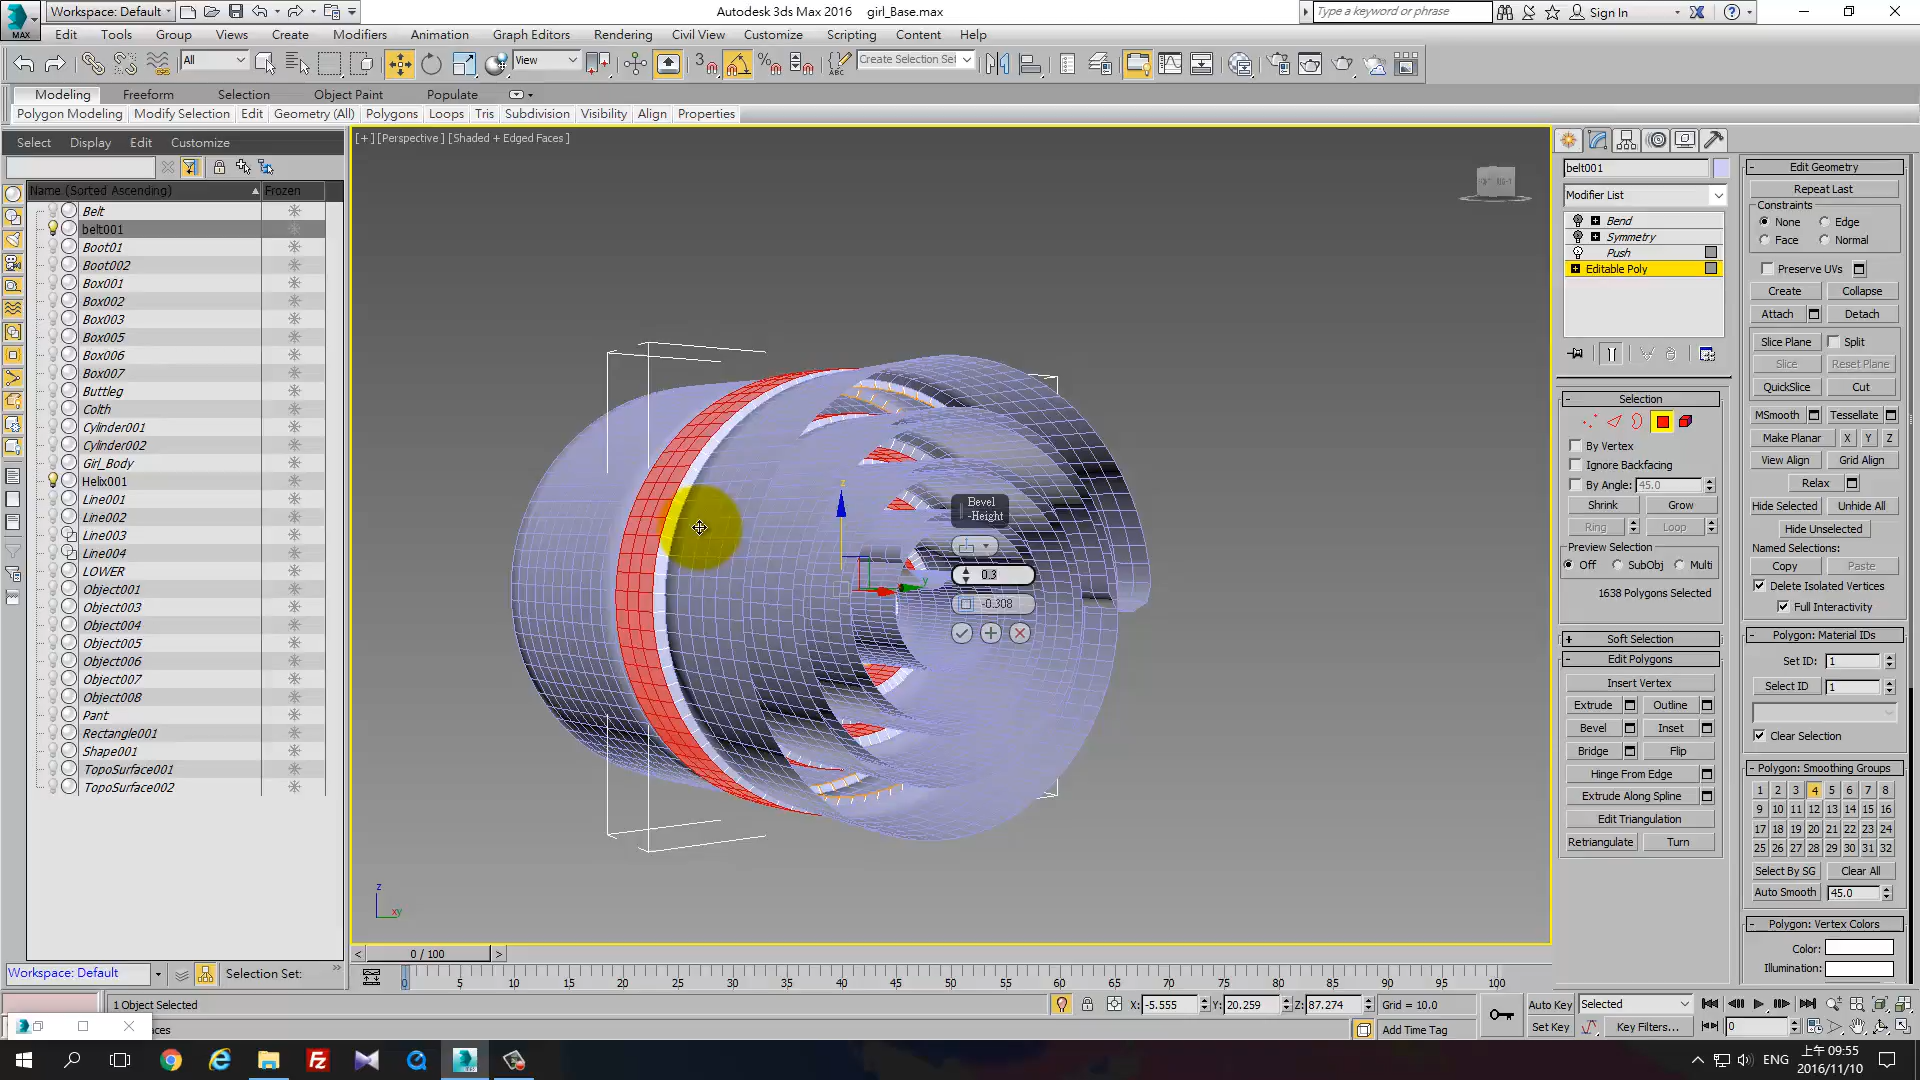 Workspace: Default
Autodesk 3ds Max 2016    girl_Base.max
Type a keyword or phrase
Sign In
MAX
Edit
Tools
Group
Views
Create
Modifiers
Animation
Graph Editors
Rendering
Civil View
Customize
Scripting
Content
Help
All
View
3
ABC
Create Selection Sel
Modeling
Freeform
Selection
Object Paint
Populate
Polygon Modeling
Modify Selection
Edit
Geometry (All)
Polygons
Loops
Tris
Subdivision
Visibility
Align
Properties
Select
Display
Edit
Customize
Name (Sorted Ascending)
Frozen
Belt
belt001
Boot01
Boot002
Box001
Box002
Box003
Box005
Box006
Box007
Buttleg
Colth
Cylinder001
Cylinder002
Girl_Body
Helix001
Line001
Line002
Line003
Line004
LOWER
Object001
Object003
Object004
Object005
Object006
Object007
Object008
Pant
Rectangle001
Shape001
TopoSurface001
TopoSurface002
Workspace: Default
Selection Set:
[+] [Perspective] [Shaded + Edged Faces]
z
y
Bevel
-Height
0.3
-0.308
z
xy
belt001
Modifier List
Bend
Symmetry
Push
Editable Poly
Selection
By Vertex
Ignore Backfacing
By Angle: 45.0
Shrink
Grow
Ring
Loop
Preview Selection
Off
SubObj
Multi
1638 Polygons Selected
Soft Selection
Edit Polygons
Insert Vertex
Extrude
Outline
Bevel
Inset
Bridge
Flip
Hinge From Edge
Extrude Along Spline
Edit Triangulation
Retriangulate
Turn
Edit Geometry
Repeat Last
Constraints
None
Edge
Face
Normal
Preserve UVs
Create
Collapse
Attach
Detach
Slice Plane
Split
Slice
Reset Plane
QuickSlice
Cut
MSmooth
Tessellate
Make Planar
X
Y
Z
View Align
Grid Align
Relax
Hide Selected
Unhide All
Hide Unselected
Named Selections:
Copy
Paste
Delete Isolated Vertices
Full Interactivity
Polygon: Material IDs
Set ID: 1
Select ID 1
Clear Selection
Polygon: Smoothing Groups
1 2 3 4 5 6 7 8
9 10 11 12 13 14 15 16
17 18 19 20 21 22 23 24
25 26 27 28 29 30 31 32
Select By SG
Clear All
Auto Smooth 45.0
Polygon: Vertex Colors
Color:
Illumination:
0 / 100
0 5 10 15 20 25 30 35 40 45 50 55 60 65 70 75 80 85 90 95 100
1 Object Selected
X: -5.555
Y: 20.259
Z: 87.274
Grid = 10.0
Auto Key
Selected
aces
Add Time Tag
Set Key
Key Filters...
0
ENG
上午 09:55
2016/11/10